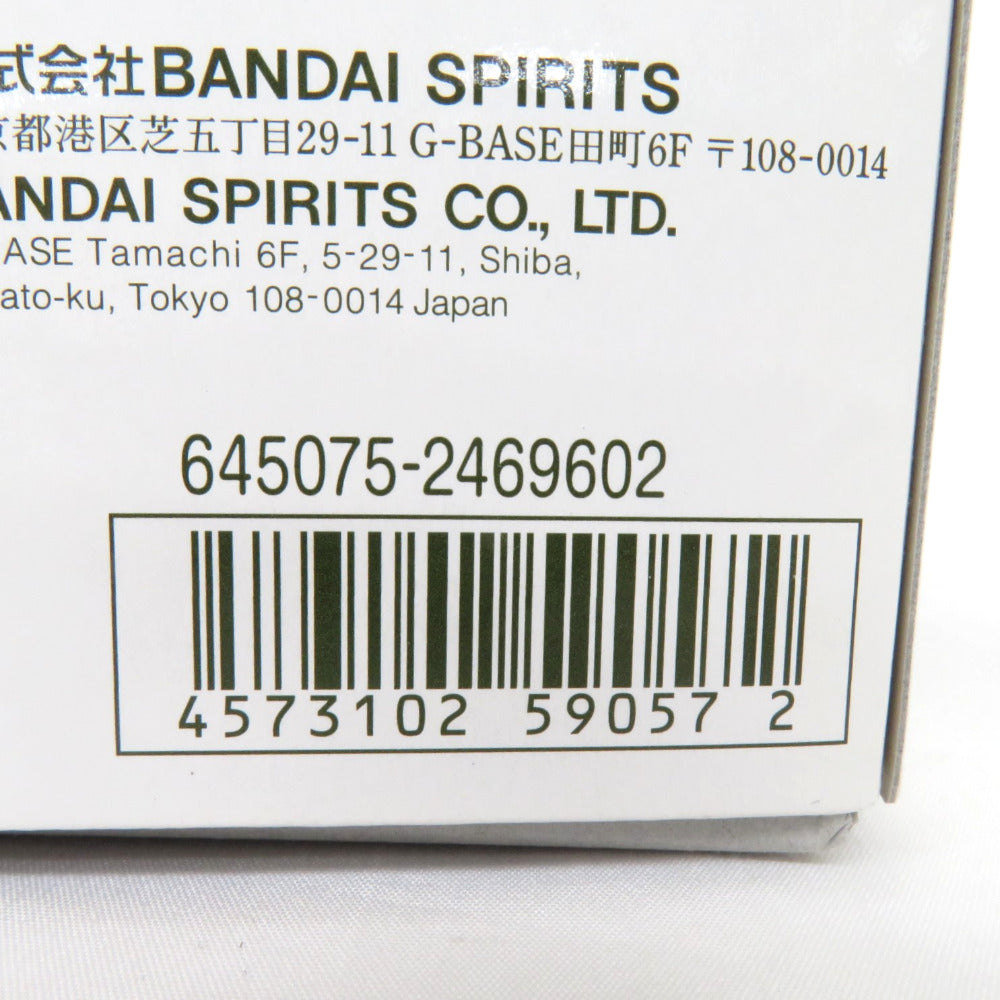 式会社BANDAI SPIRITS
京都港区芝五丁目29-11 G-BASE田町6F 〒108-0014
ANDAI SPIRITS CO., LTD.
ASE Tamachi 6F, 5-29-11, Shiba,
ato-ku, Tokyo 108-0014 Japan
645075-2469602
4573102 59057 2